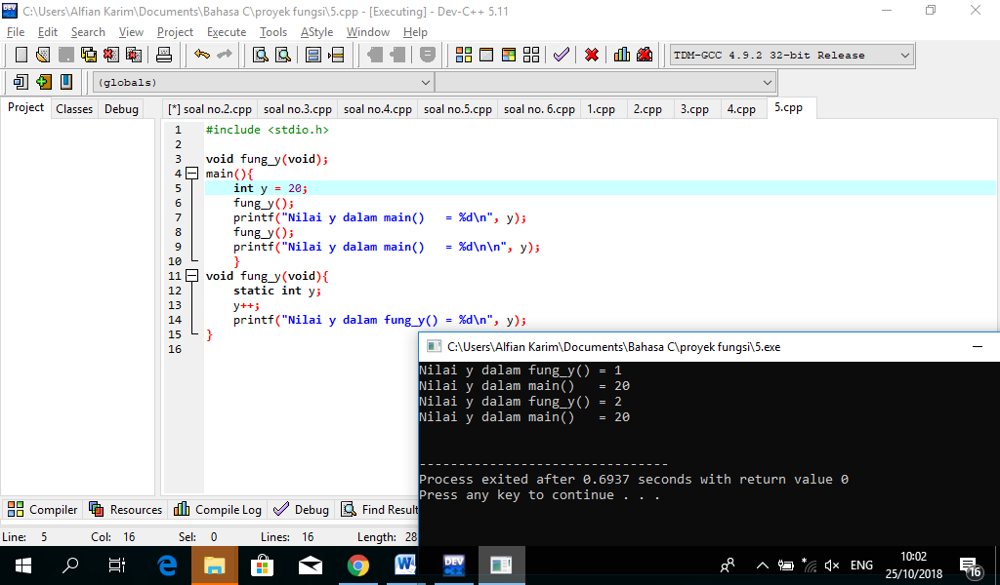 C:\Users\Alfian Karim\Documents\Bahasa C\proyek fungsi\5.cpp - [Executing] - Dev-C++ 5.11
File Edit Search View Project Execute Tools AStyle Window Help
TDM-GCC 4.9.2 32-bit Release
(globals)
Project Classes Debug [*] soal no.2.cpp soal no.3.cpp soal no.4.cpp soal no.5.cpp soal no. 6.cpp 1.cpp 2.cpp 3.cpp 4.cpp 5.cpp
1 #include <stdio.h>
2
3 void fung_y(void);
4 main(){
5 int y = 20;
6 fung_y();
7 printf("Nilai y dalam main()   = %d\n", y);
8 fung_y();
9 printf("Nilai y dalam main()   = %d\n\n", y);
10 }
11 void fung_y(void){
12 static int y;
13 y++;
14 printf("Nilai y dalam fung_y() = %d\n", y);
15 }
16
C:\Users\Alfian Karim\Documents\Bahasa C\proyek fungsi\5.exe
Nilai y dalam fung_y() = 1
Nilai y dalam main()   = 20
Nilai y dalam fung_y() = 2
Nilai y dalam main()   = 20
--------------------------------
Process exited after 0.6937 seconds with return value 0
Press any key to continue . . .
Compiler Resources Compile Log Debug Find Result
Line: 5 Col: 16 Sel: 0 Lines: 16 Length: 28
DEV
ENG
10:02
25/10/2018
16